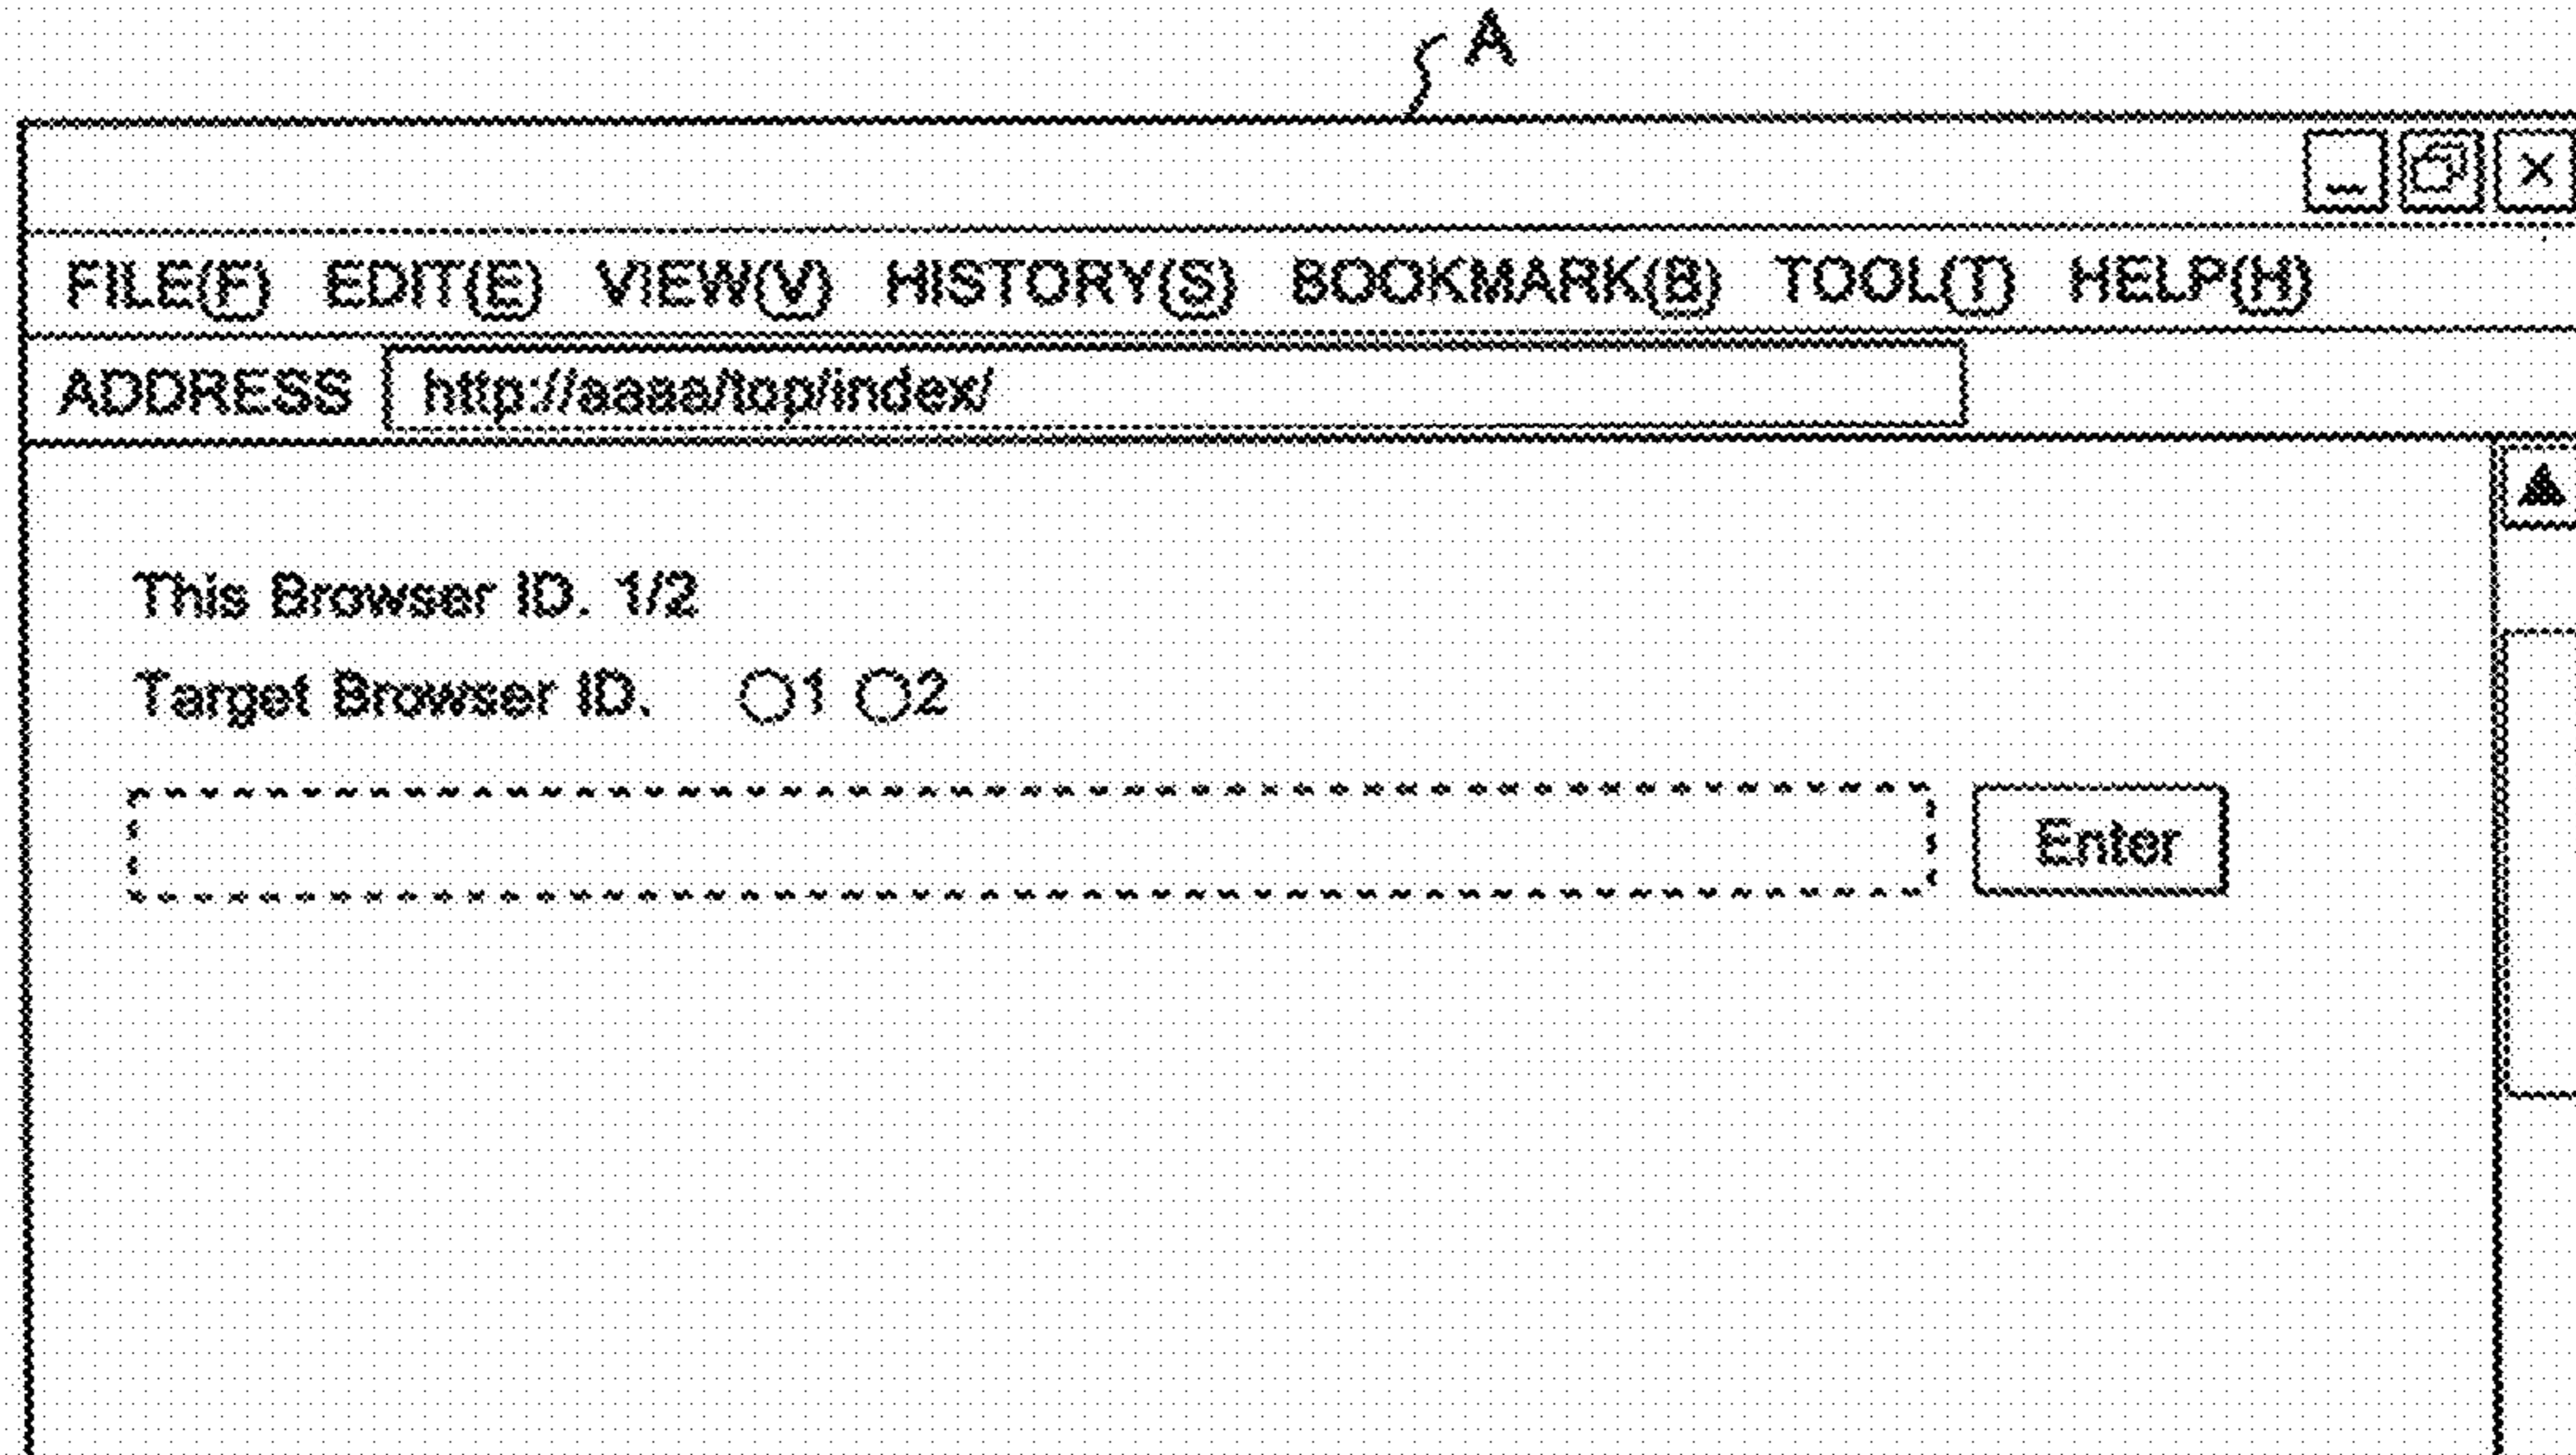 A
FILE(F) EDIT(E) VIEW(V) HISTORY(S) BOOKMARK(B) TOOL(T) HELP(H)
ADDRESS http://aaaa/top/index/
This Browser ID. 1/2
Target Browser ID. ○1 ○2
Enter